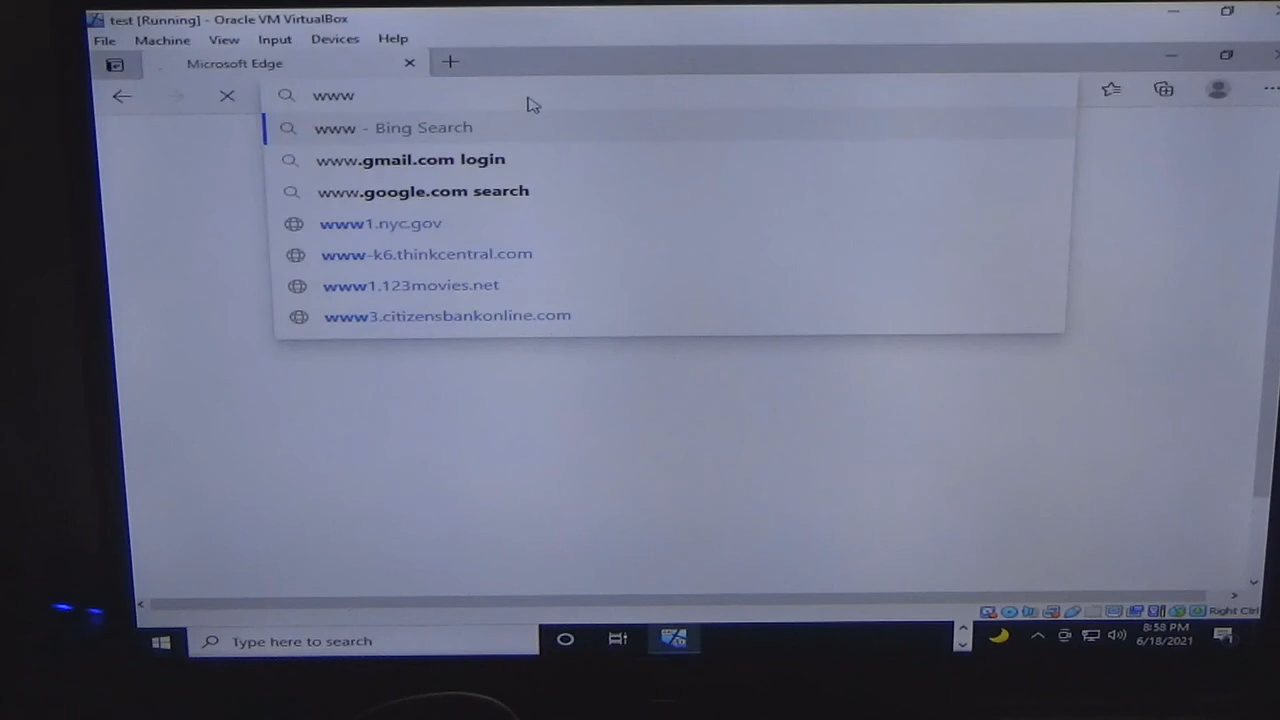 test [Running] - Oracle VM VirtualBox
File Machine View Input Devices Help
Microsoft Edge
www
www - Bing Search
www.gmail.com login
www.google.com search
www1.nyc.gov
www-k6.thinkcentral.com
www1.123movies.net
www3.citizensbankonline.com
Right Ctrl
Type here to search
8:58 PM
6/18/2021